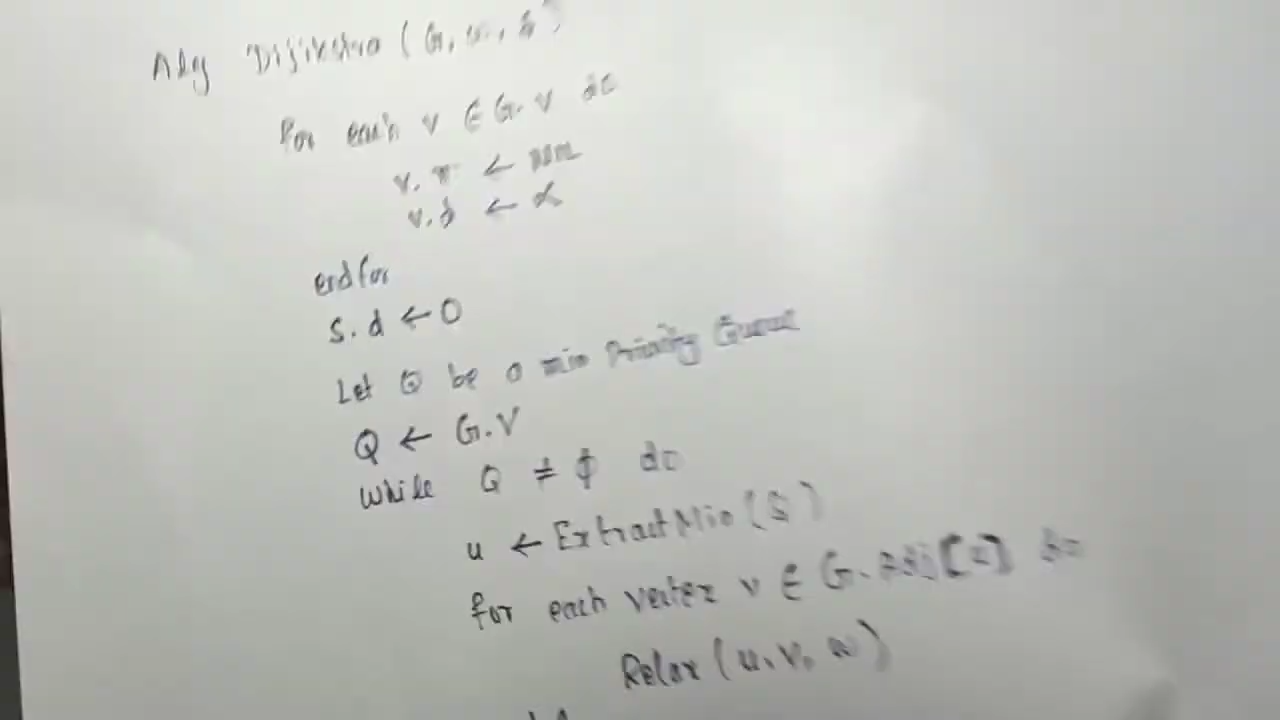 Alg Dijikstra (G, w, s)
for each v ∈ G.V do
v.π ← NIL
v.d ← ∝
endfor
S.d ← 0
Let Q be a min Priority Queue
Q ← G.V
While Q ≠ ϕ do
u ← ExtractMin (Q)
for each vertex v ∈ G.Adj[u] do
Relax (u, v, w)